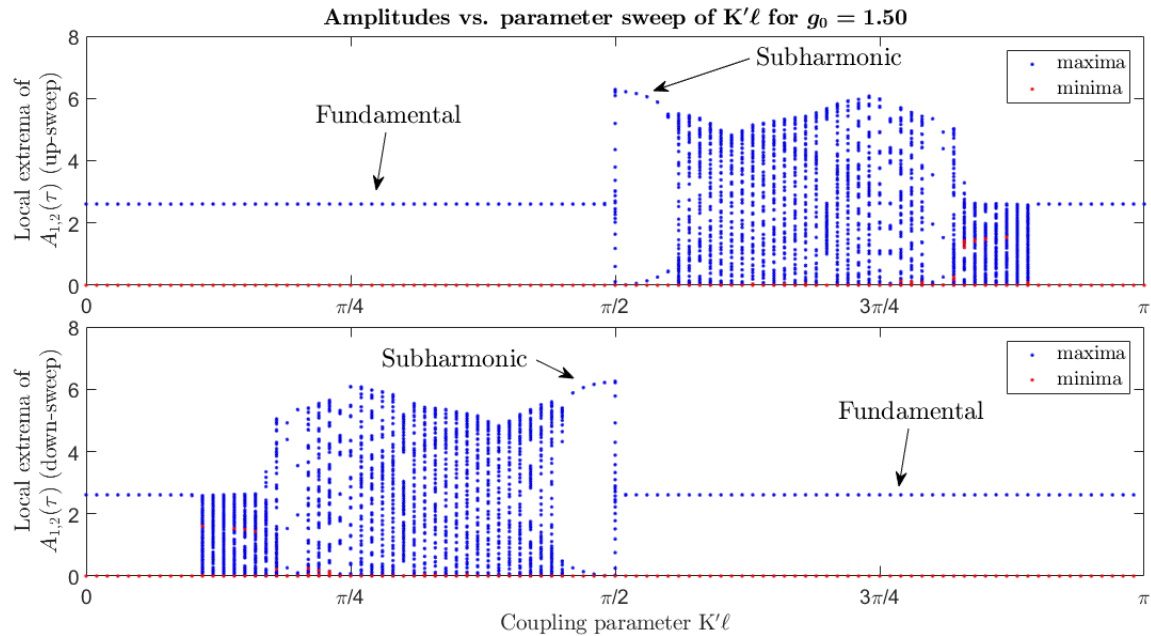 Amplitudes vs. parameter sweep of K′ℓ for g₀ = 1.50
8
6
4
2
0
Local extrema of
A₁,₂(τ) (up-sweep)
Fundamental
Subharmonic
maxima
minima
0
π/4
π/2
3π/4
π
8
6
4
2
0
Local extrema of
A₁,₂(τ) (down-sweep)
Subharmonic
Fundamental
maxima
minima
0
π/4
π/2
3π/4
π
Coupling parameter K′ℓ